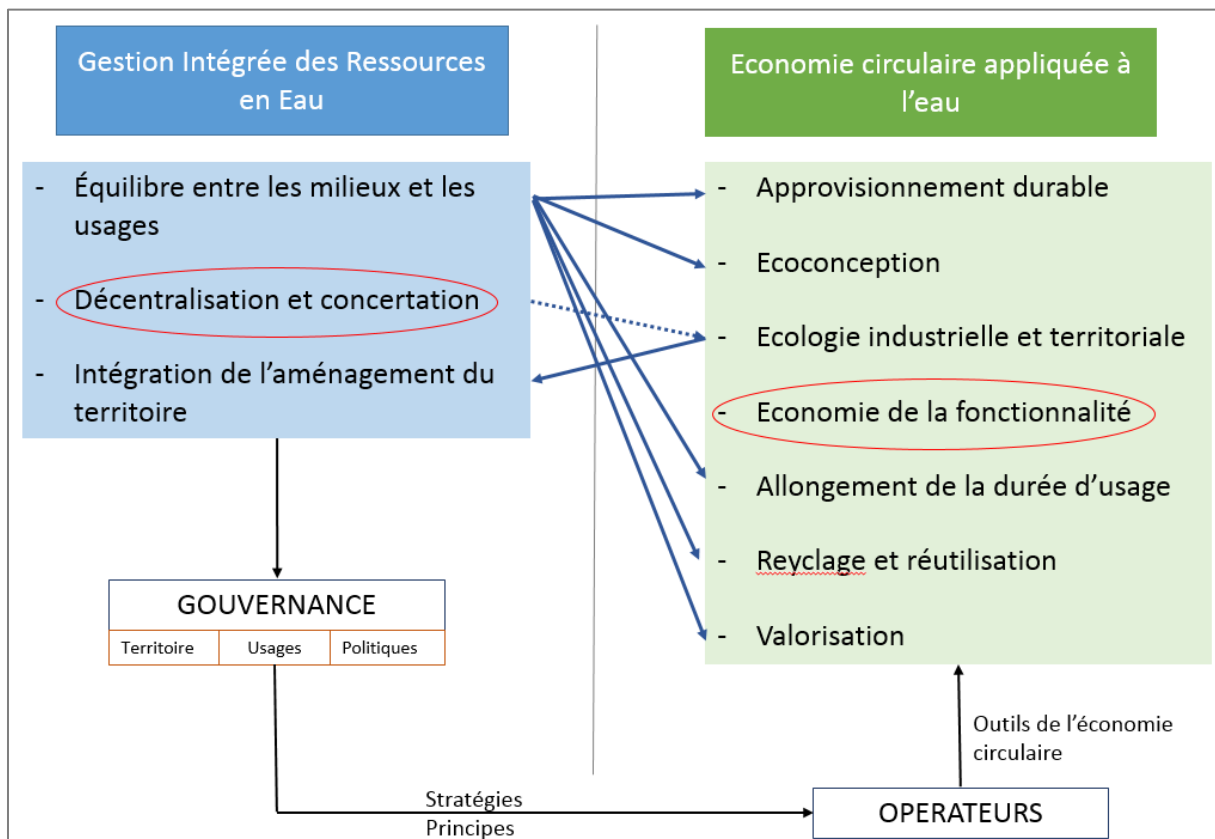 Gestion Intégrée des Ressources
en Eau
- Équilibre entre les milieux et les
usages
- Décentralisation et concertation
- Intégration de l'aménagement du
territoire
GOUVERNANCE
Territoire
Usages
Politiques
Economie circulaire appliquée à
l'eau
- Approvisionnement durable
- Ecoconception
- Ecologie industrielle et territoriale
- Economie de la fonctionnalité
- Allongement de la durée d'usage
- Reyclage et réutilisation
- Valorisation
Outils de l'économie
circulaire
Stratégies
Principes
OPERATEURS